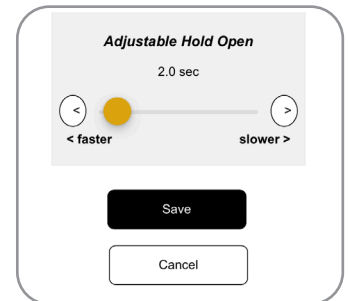 Adjustable Hold Open
2.0 sec
< >
< faster slower >
Save
Cancel